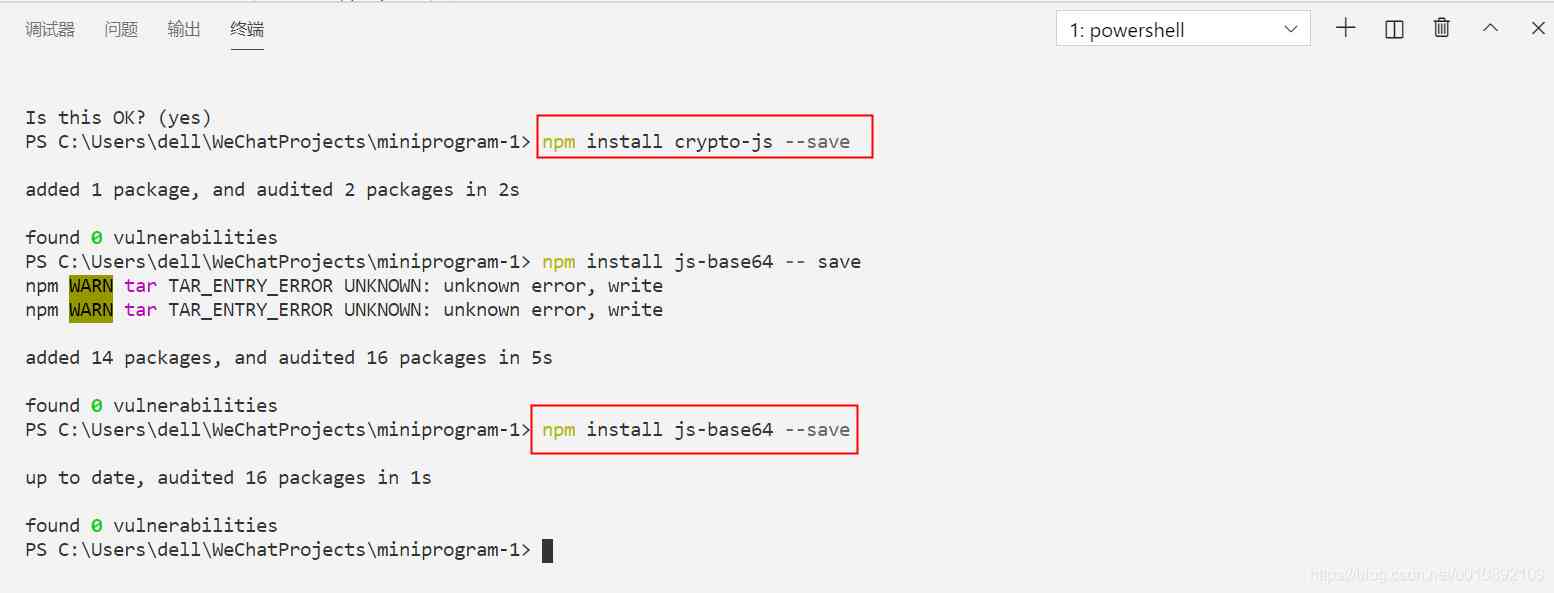 调试器 问题 输出 终端 1: powershell
Is this OK? (yes)
PS C:\Users\dell\WeChatProjects\miniprogram-1> npm install crypto-js --save
added 1 package, and audited 2 packages in 2s
found 0 vulnerabilities
PS C:\Users\dell\WeChatProjects\miniprogram-1> npm install js-base64 -- save
npm WARN tar TAR_ENTRY_ERROR UNKNOWN: unknown error, write
npm WARN tar TAR_ENTRY_ERROR UNKNOWN: unknown error, write
added 14 packages, and audited 16 packages in 5s
found 0 vulnerabilities
PS C:\Users\dell\WeChatProjects\miniprogram-1> npm install js-base64 --save
up to date, audited 16 packages in 1s
found 0 vulnerabilities
PS C:\Users\dell\WeChatProjects\miniprogram-1>